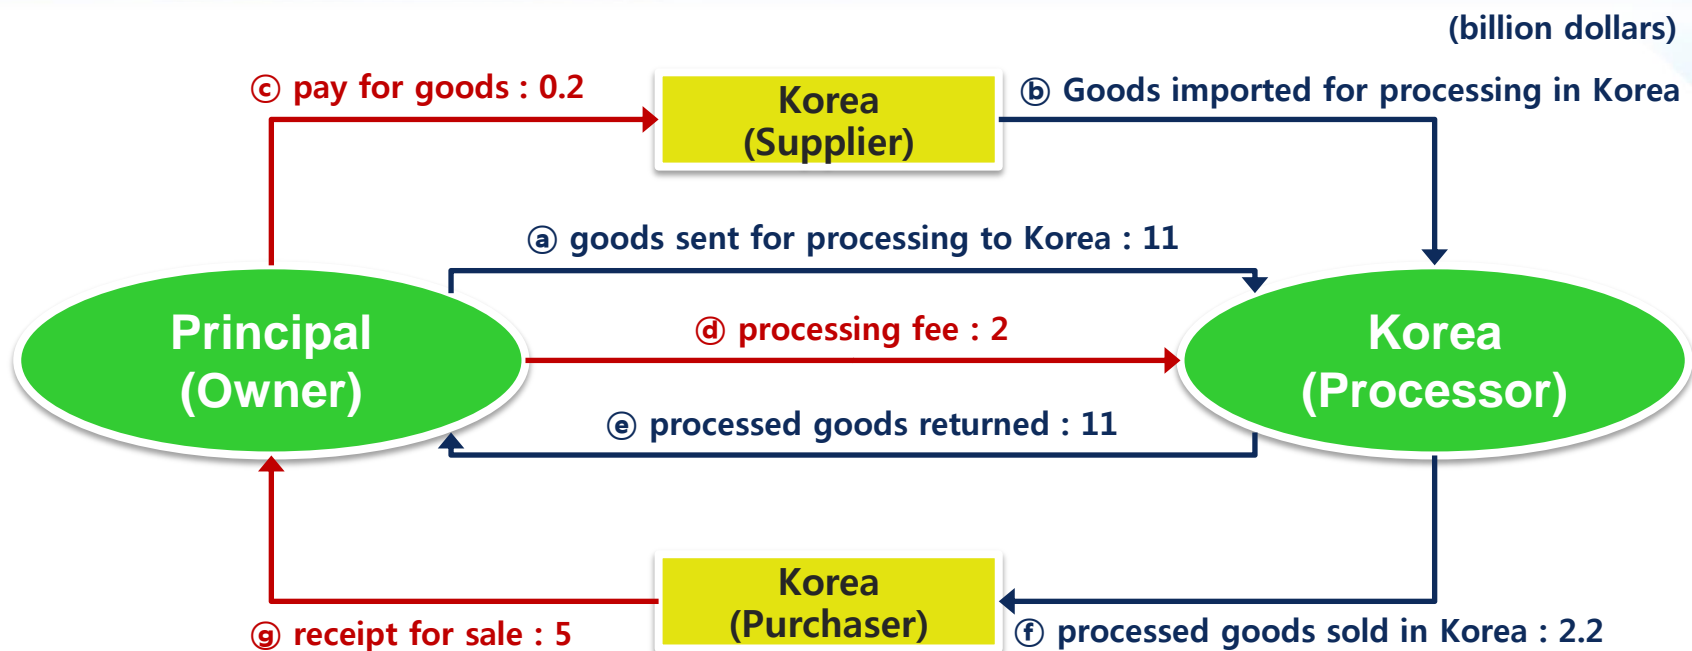 (billion dollars)
ⓒ pay for goods : 0.2
Korea
(Supplier)
ⓑ Goods imported for processing in Korea
ⓐ goods sent for processing to Korea : 11
Principal
(Owner)
ⓓ processing fee : 2
Korea
(Processor)
ⓔ processed goods returned : 11
Korea
(Purchaser)
ⓖ receipt for sale : 5
ⓕ processed goods sold in Korea : 2.2